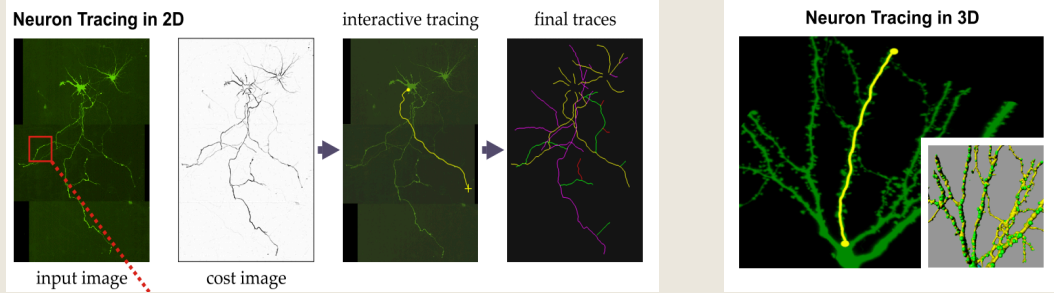 Neuron Tracing in 2D
interactive tracing
final traces
input image
cost image
Neuron Tracing in 3D